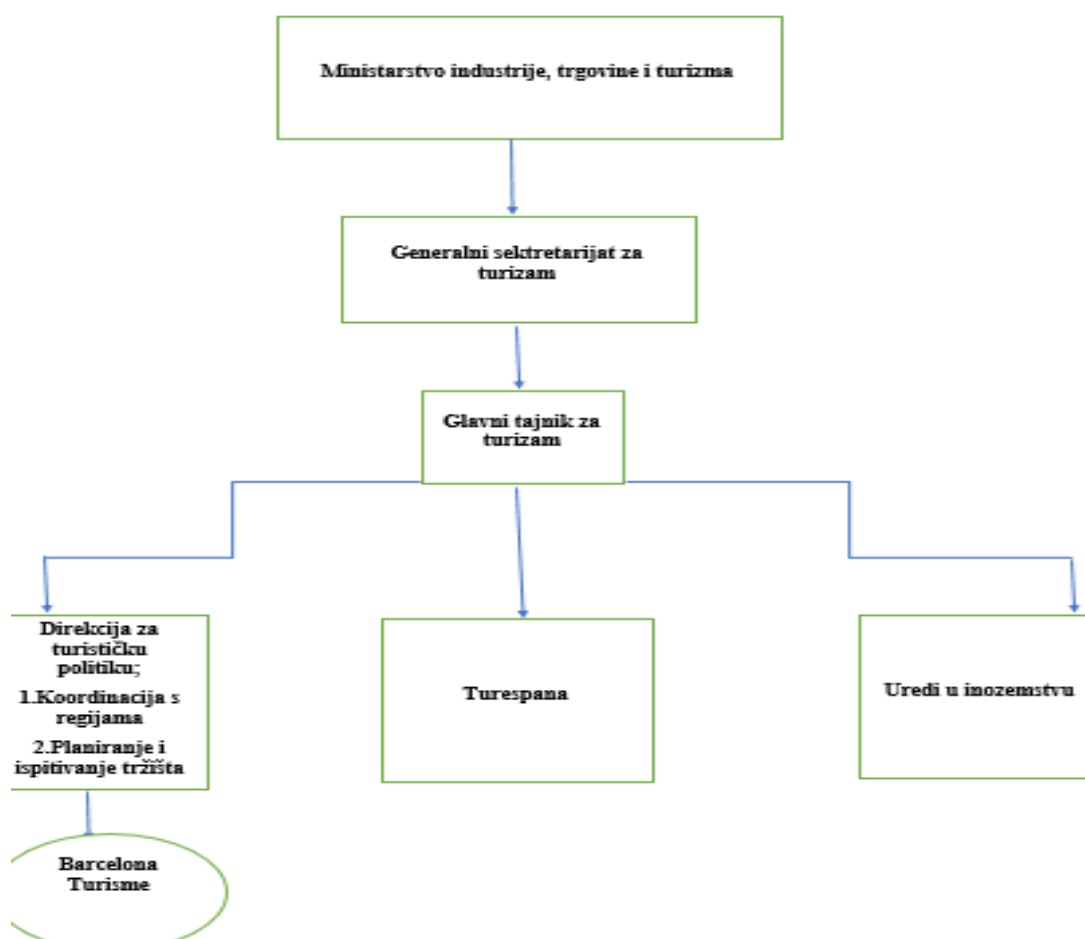 Ministarstvo industrije, trgovine i turizma
Generalni sektretarijat za
turizam
Glavni tajnik za
turizam
Direkcija za
turističku
politiku;
1.Koordinacija s
regijama
2.Planiranje i
ispitivanje tržišta
Turespana
Uredi u inozemstvu
Barcelona
Turisme